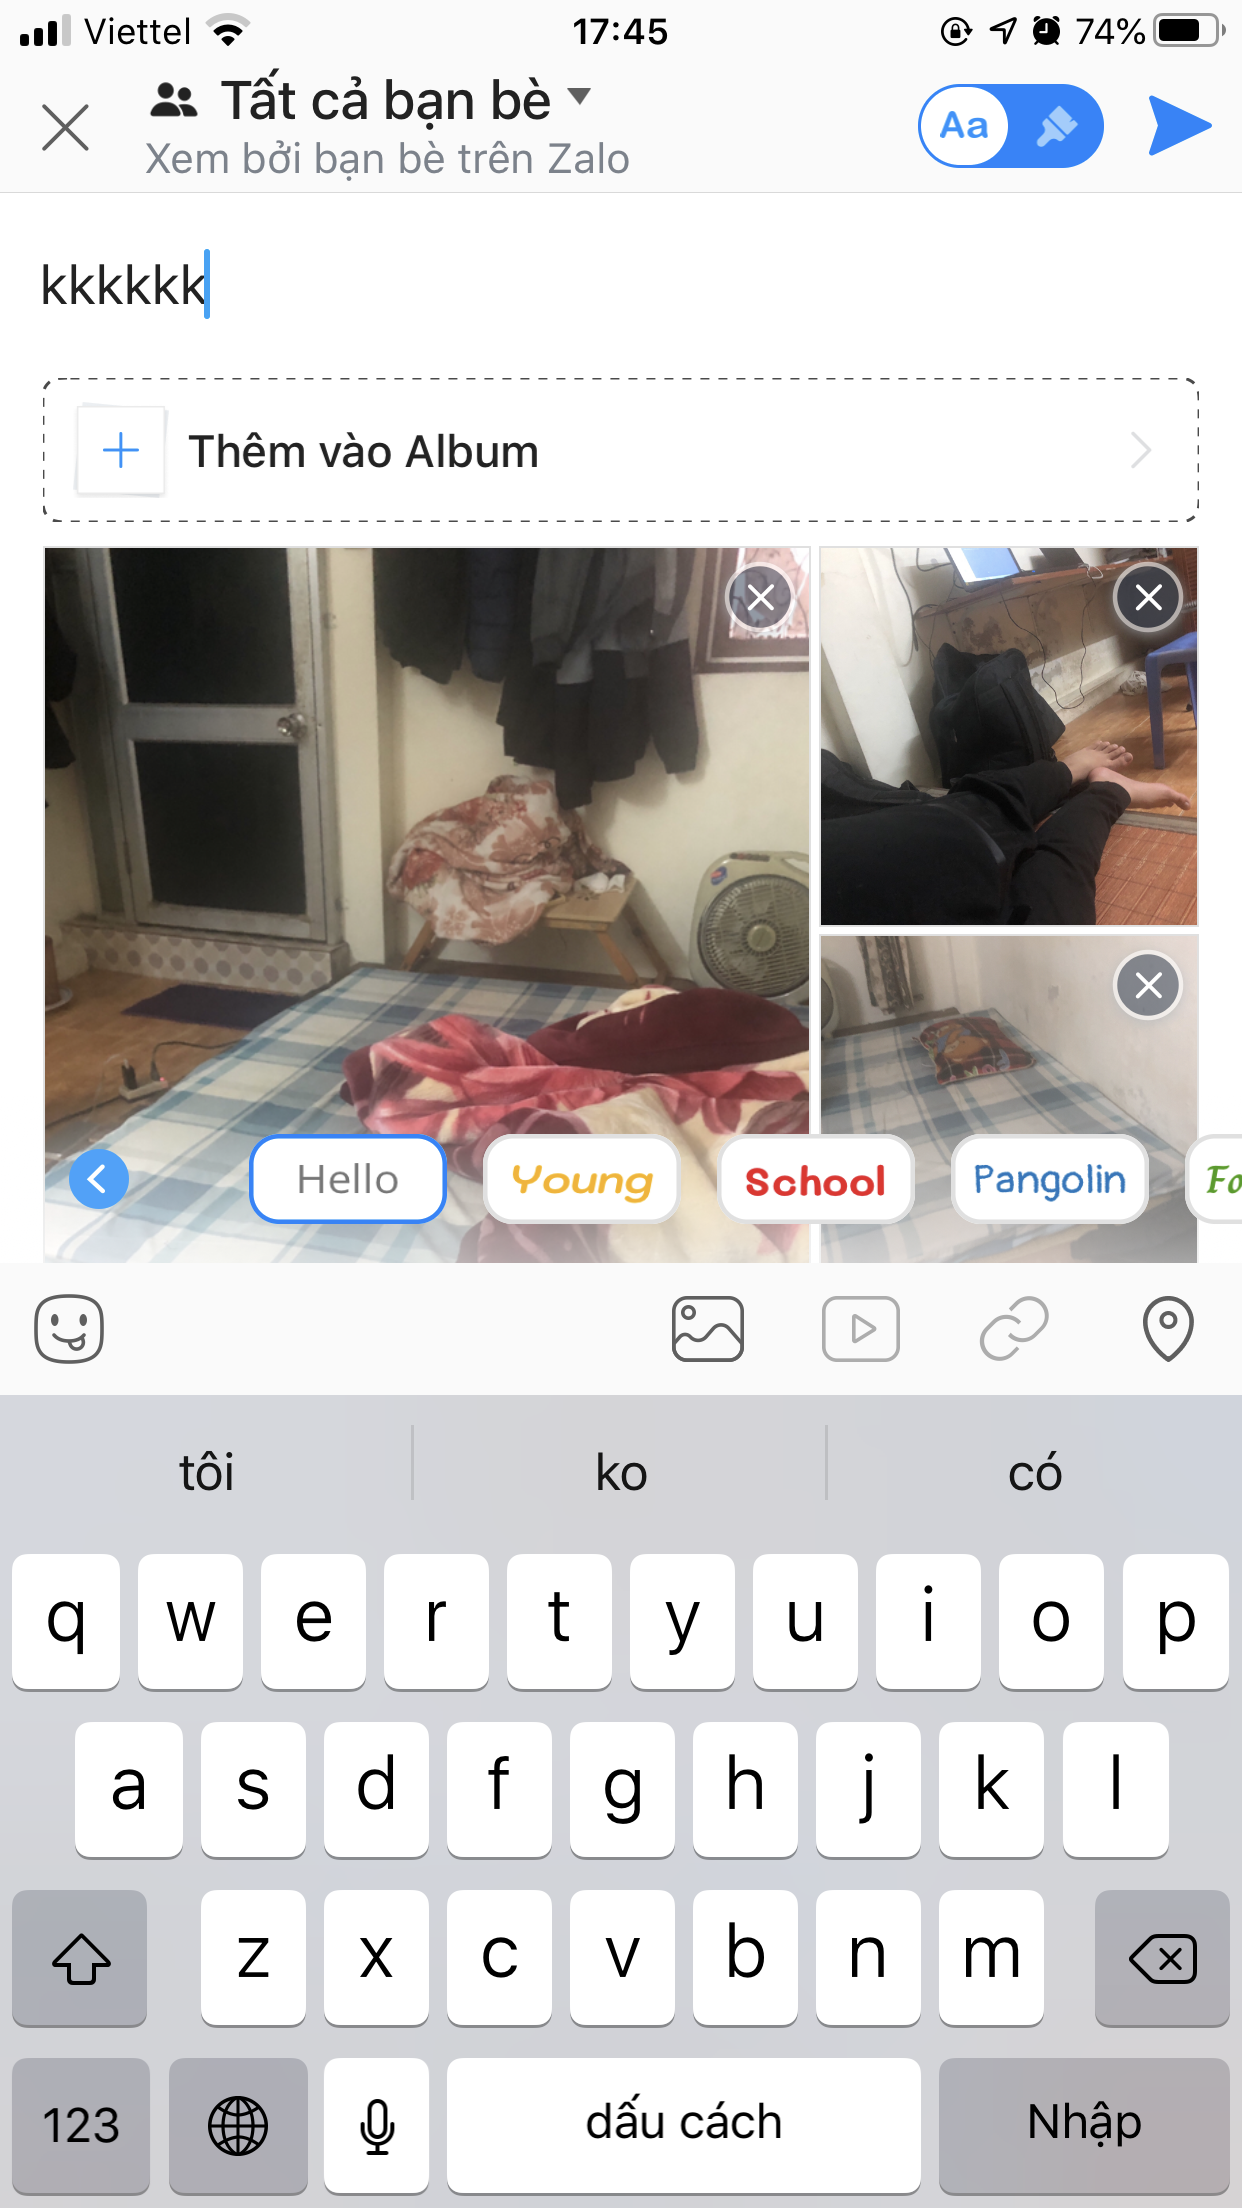 Viettel 17:45 74%
Tất cả bạn bè
Xem bởi bạn bè trên Zalo
Aa
kkkkkk
Thêm vào Album
Hello Young School Pangolin Fo
tôi ko có
q w e r t y u i o p
a s d f g h j k l
z x c v b n m
123 dấu cách Nhập